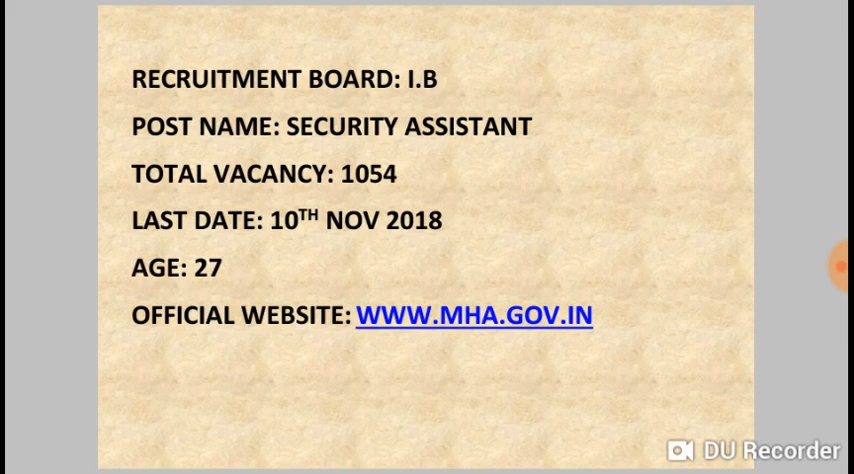 RECRUITMENT BOARD: I.B
POST NAME: SECURITY ASSISTANT
TOTAL VACANCY: 1054
LAST DATE: 10TH NOV 2018
AGE: 27
OFFICIAL WEBSITE: WWW.MHA.GOV.IN
DU Recorder